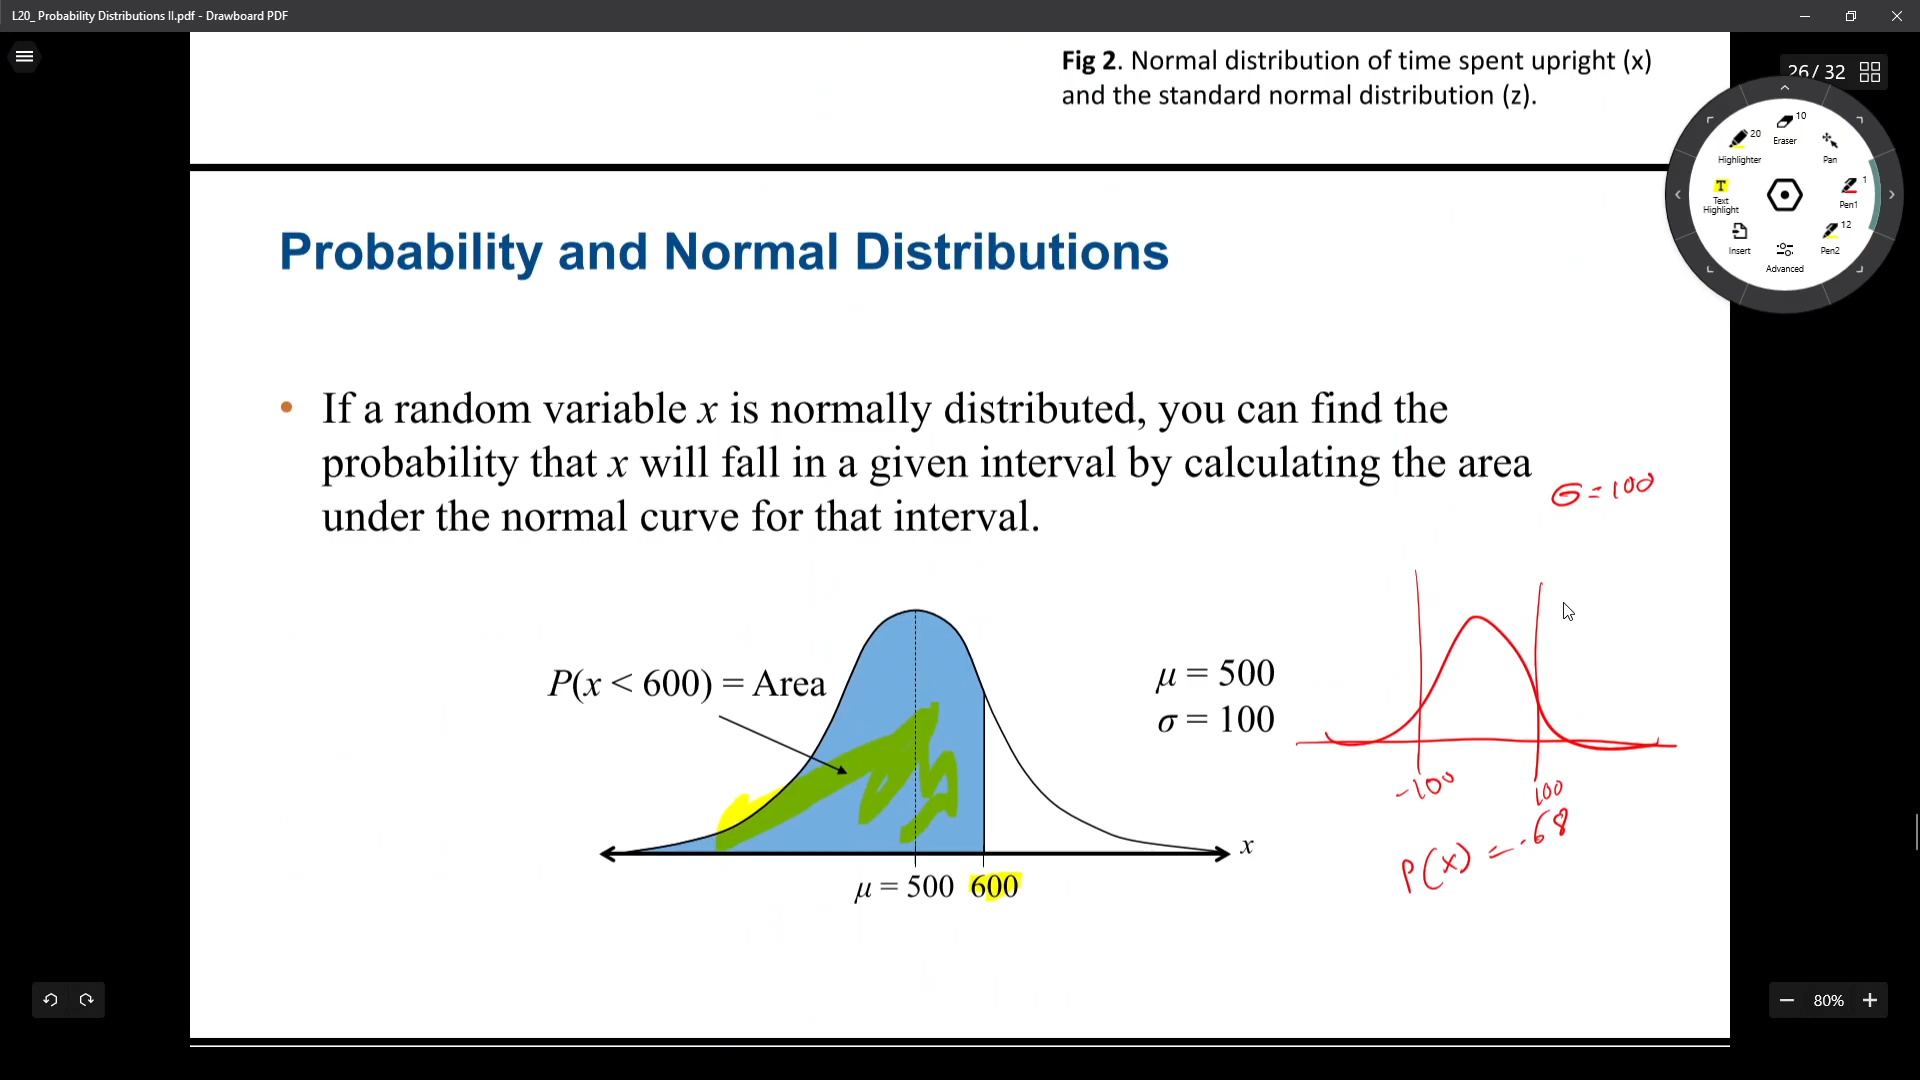 L20_ Probability Distributions II.pdf - Drawboard PDF
Fig 2. Normal distribution of time spent upright (x)
and the standard normal distribution (z).
26 / 32
10
Eraser
20
Highlighter
Pan
T
Text
Highlight
1
Pen1
Insert
12
Pen2
Advanced
Probability and Normal Distributions
• If a random variable x is normally distributed, you can find the
probability that x will fall in a given interval by calculating the area
under the normal curve for that interval.
σ = 100
P(x < 600) = Area
μ = 500
σ = 100
x
μ = 500 600
-100
100
P(x) = .68
80%